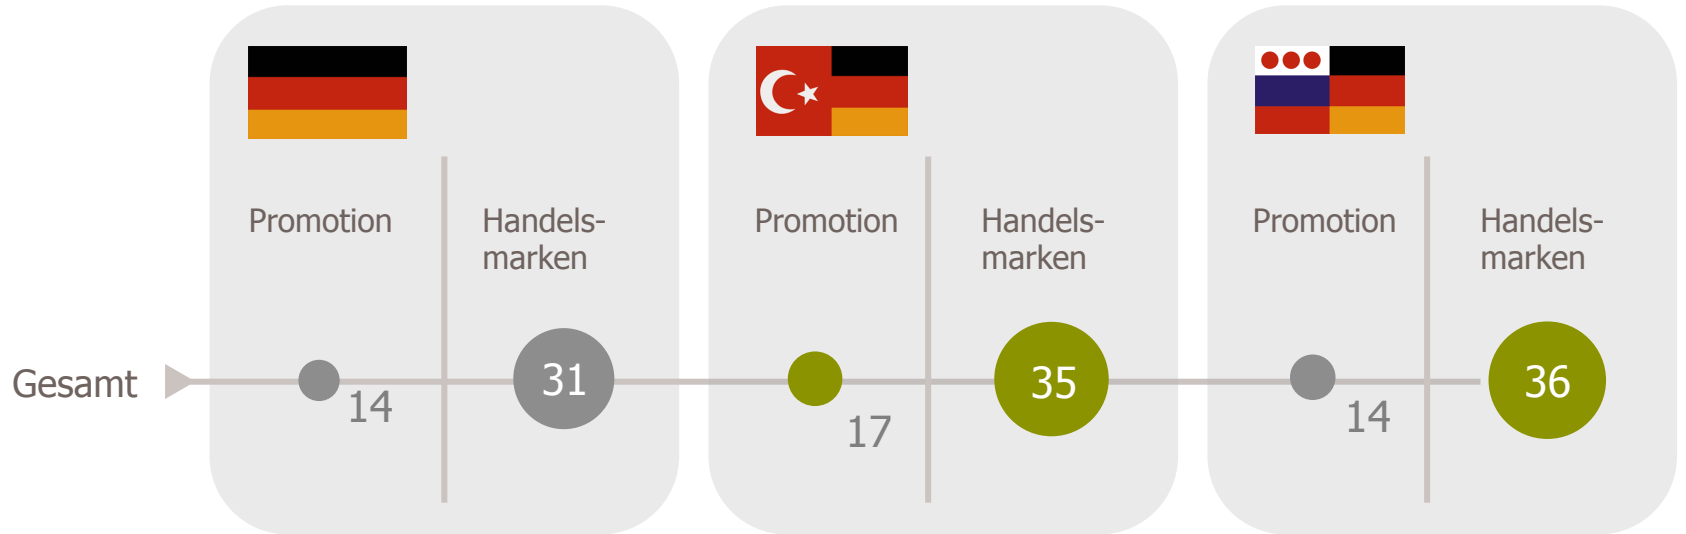 Promotion
Handels-
marken
Promotion
Handels-
marken
Promotion
Handels-
marken
Gesamt
14
31
17
35
14
36